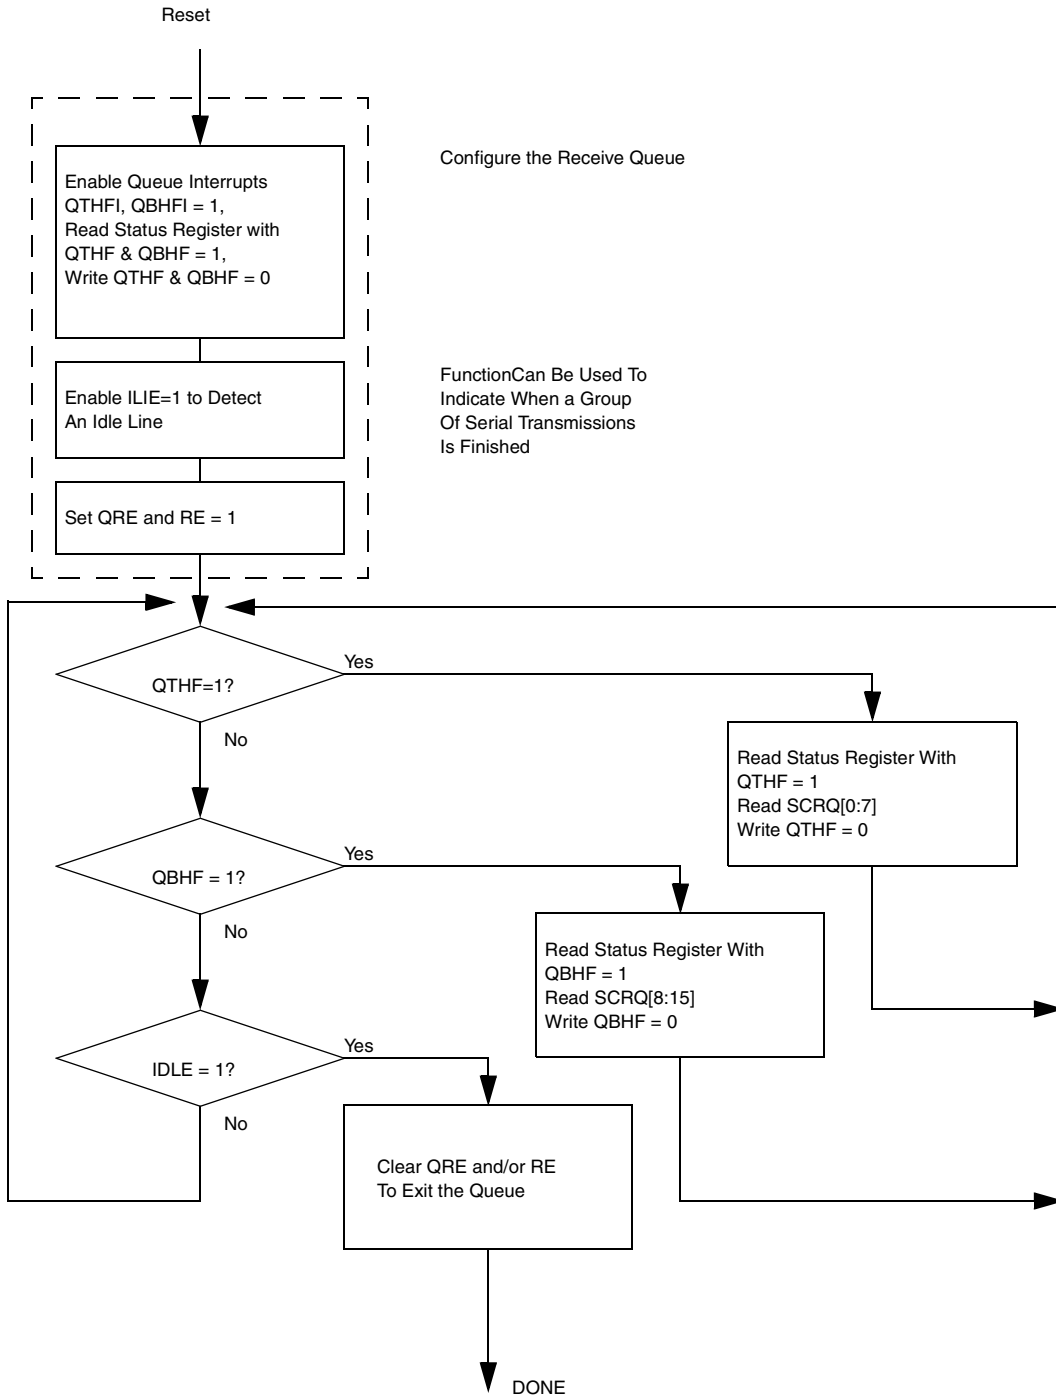 Reset
Configure the Receive Queue
Enable Queue Interrupts
QTHFI, QBHFI = 1,
Read Status Register with
QTHF & QBHF = 1,
Write QTHF & QBHF = 0
Enable ILIE=1 to Detect
An Idle Line
FunctionCan Be Used To
Indicate When a Group
Of Serial Transmissions
Is Finished
Set QRE and RE = 1
QTHF=1?
Yes
No
Read Status Register With
QTHF = 1
Read SCRQ[0:7]
Write QTHF = 0
QBHF = 1?
Yes
No
Read Status Register With
QBHF = 1
Read SCRQ[8:15]
Write QBHF = 0
IDLE = 1?
Yes
No
Clear QRE and/or RE
To Exit the Queue
DONE